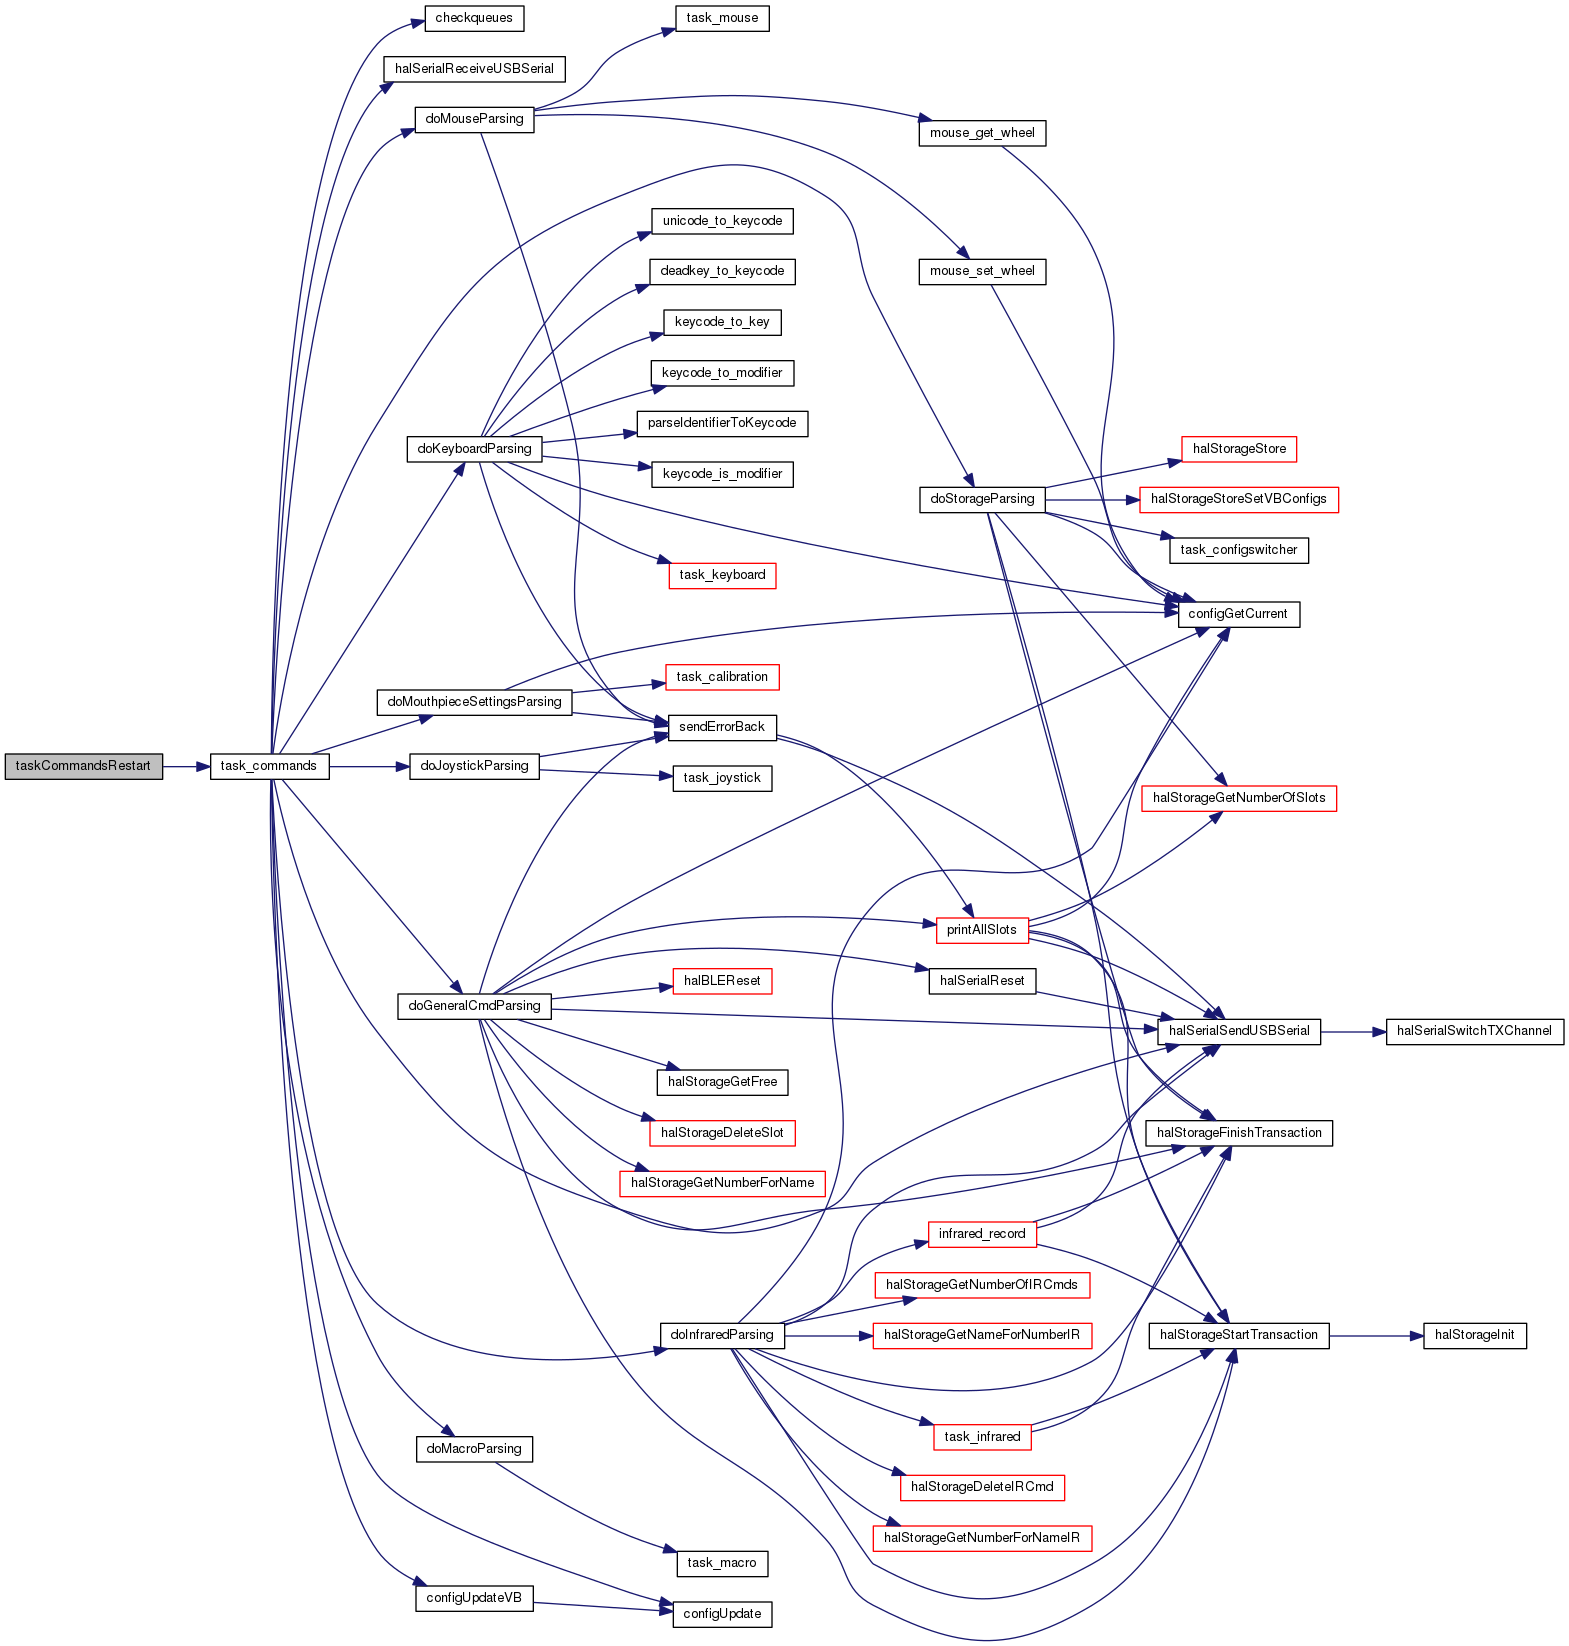 checkqueues
task_mouse
halSerialReceiveUSBSerial
doMouseParsing
mouse_get_wheel
unicode_to_keycode
deadkey_to_keycode
mouse_set_wheel
keycode_to_key
keycode_to_modifier
parseIdentifierToKeycode
doKeyboardParsing
halStorageStore
keycode_is_modifier
doStorageParsing
halStorageStoreSetVBConfigs
task_configswitcher
task_keyboard
configGetCurrent
task_calibration
doMouthpieceSettingsParsing
sendErrorBack
taskCommandsRestart
task_commands
doJoystickParsing
task_joystick
halStorageGetNumberOfSlots
printAllSlots
halBLEReset
halSerialReset
doGeneralCmdParsing
halSerialSendUSBSerial
halSerialSwitchTXChannel
halStorageGetFree
halStorageDeleteSlot
halStorageFinishTransaction
halStorageGetNumberForName
infrared_record
halStorageGetNumberOfIRCmds
doInfraredParsing
halStorageGetNameForNumberIR
halStorageStartTransaction
halStorageInit
task_infrared
doMacroParsing
halStorageDeleteIRCmd
halStorageGetNumberForNameIR
task_macro
configUpdateVB
configUpdate